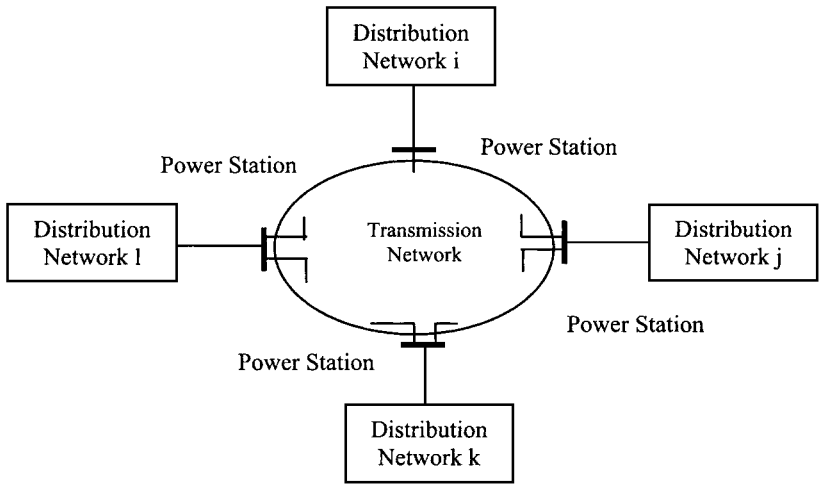 Distribution
Network i
Power Station
Power Station
Distribution
Network l
Transmission
Network
Distribution
Network j
Power Station
Power Station
Distribution
Network k